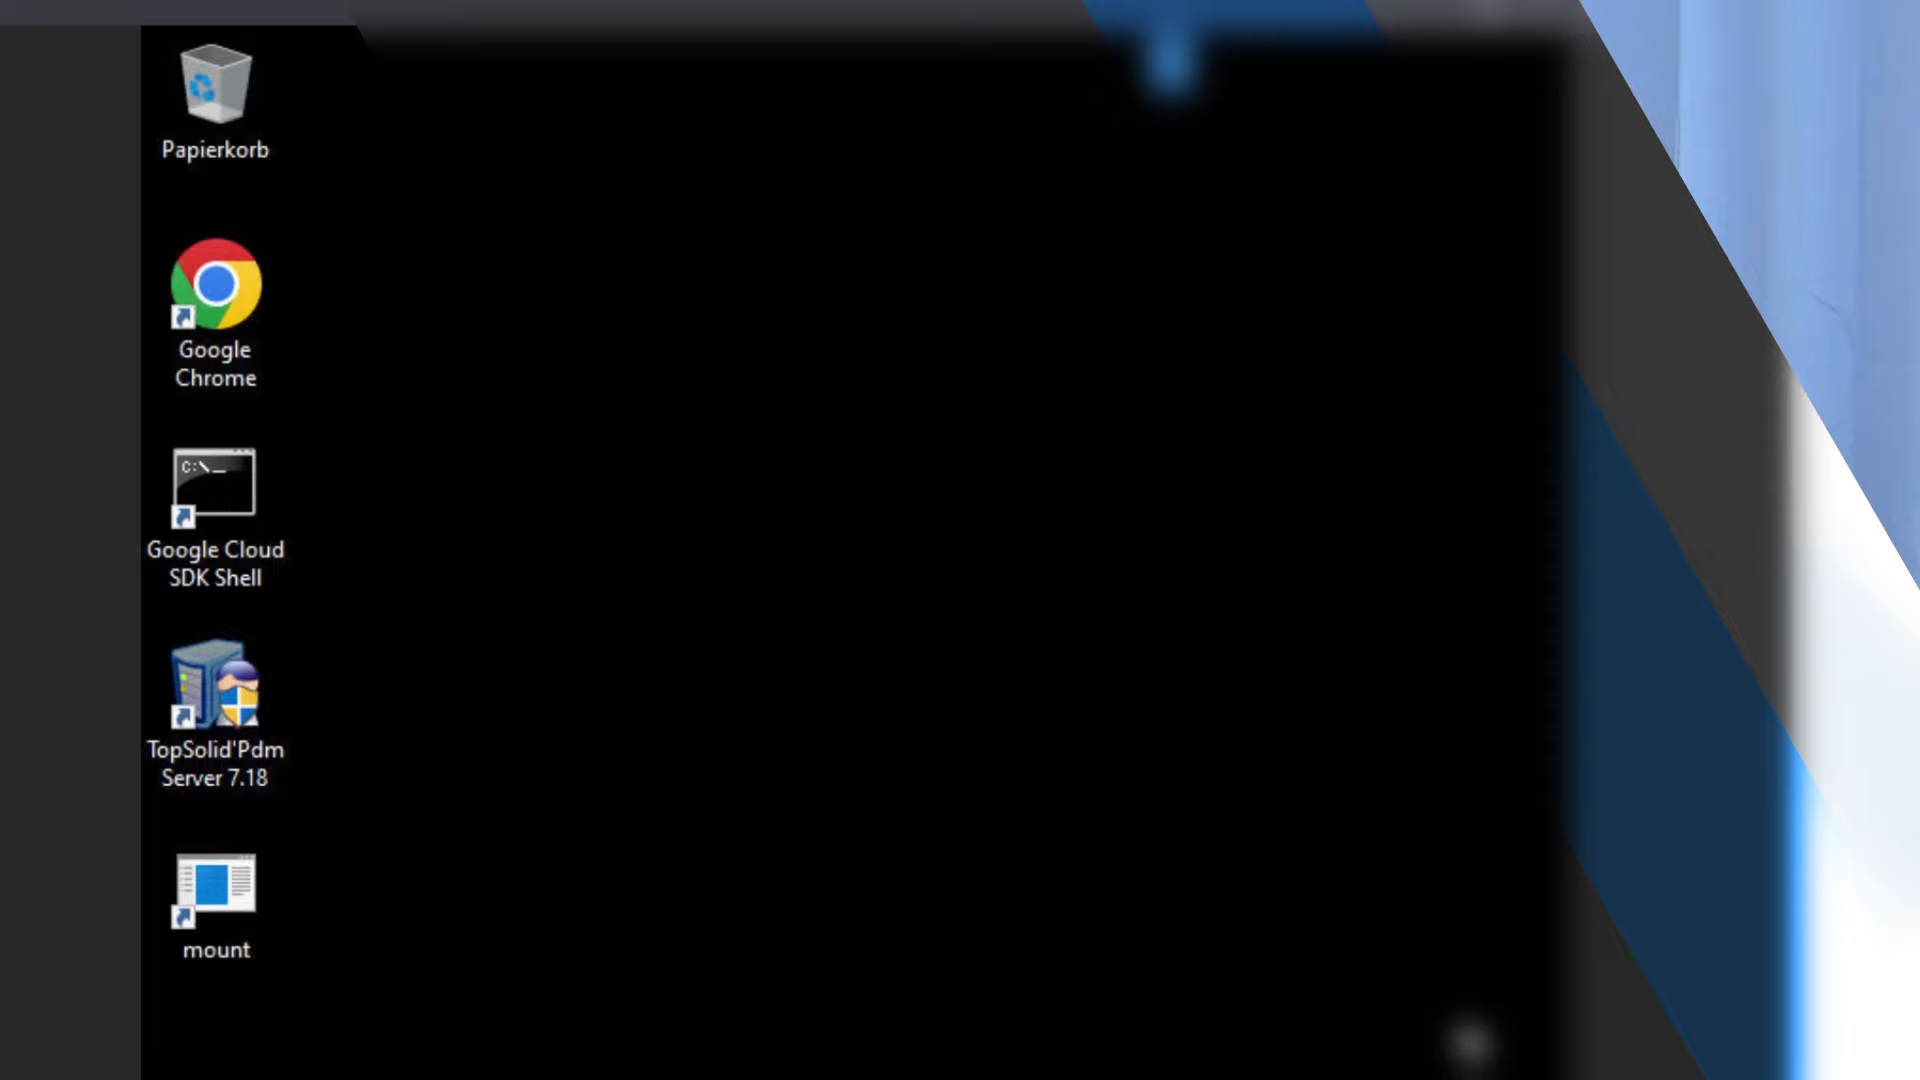 Papierkorb
Google
Chrome
C:\_
Google Cloud
SDK Shell
TopSolid'Pdm
Server 7.18
mount